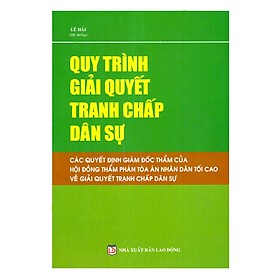 LÊ HẢI
QUY TRÌNH
GIẢI QUYẾT
TRANH CHẤP
DÂN SỰ
CÁC QUYẾT ĐỊNH GIÁM ĐỐC THẨM CỦA
HỘI ĐỒNG THẨM PHÁN TÒA ÁN NHÂN DÂN TỐI CAO
VỀ GIẢI QUYẾT TRANH CHẤP DÂN SỰ
NHÀ XUẤT BẢN LAO ĐỘNG